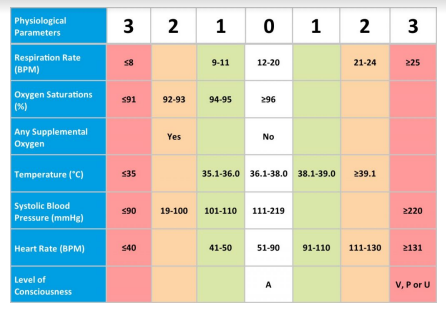 Physiological Parameters 3 2 1 0 1 2 3
Respiration Rate (BPM) ≤8 9-11 12-20 21-24 ≥25
Oxygen Saturations (%) ≤91 92-93 94-95 ≥96
Any Supplemental Oxygen Yes No
Temperature (°C) ≤35 35.1-36.0 36.1-38.0 38.1-39.0 ≥39.1
Systolic Blood Pressure (mmHg) ≤90 19-100 101-110 111-219 ≥220
Heart Rate (BPM) ≤40 41-50 51-90 91-110 111-130 ≥131
Level of Consciousness A V, P or U